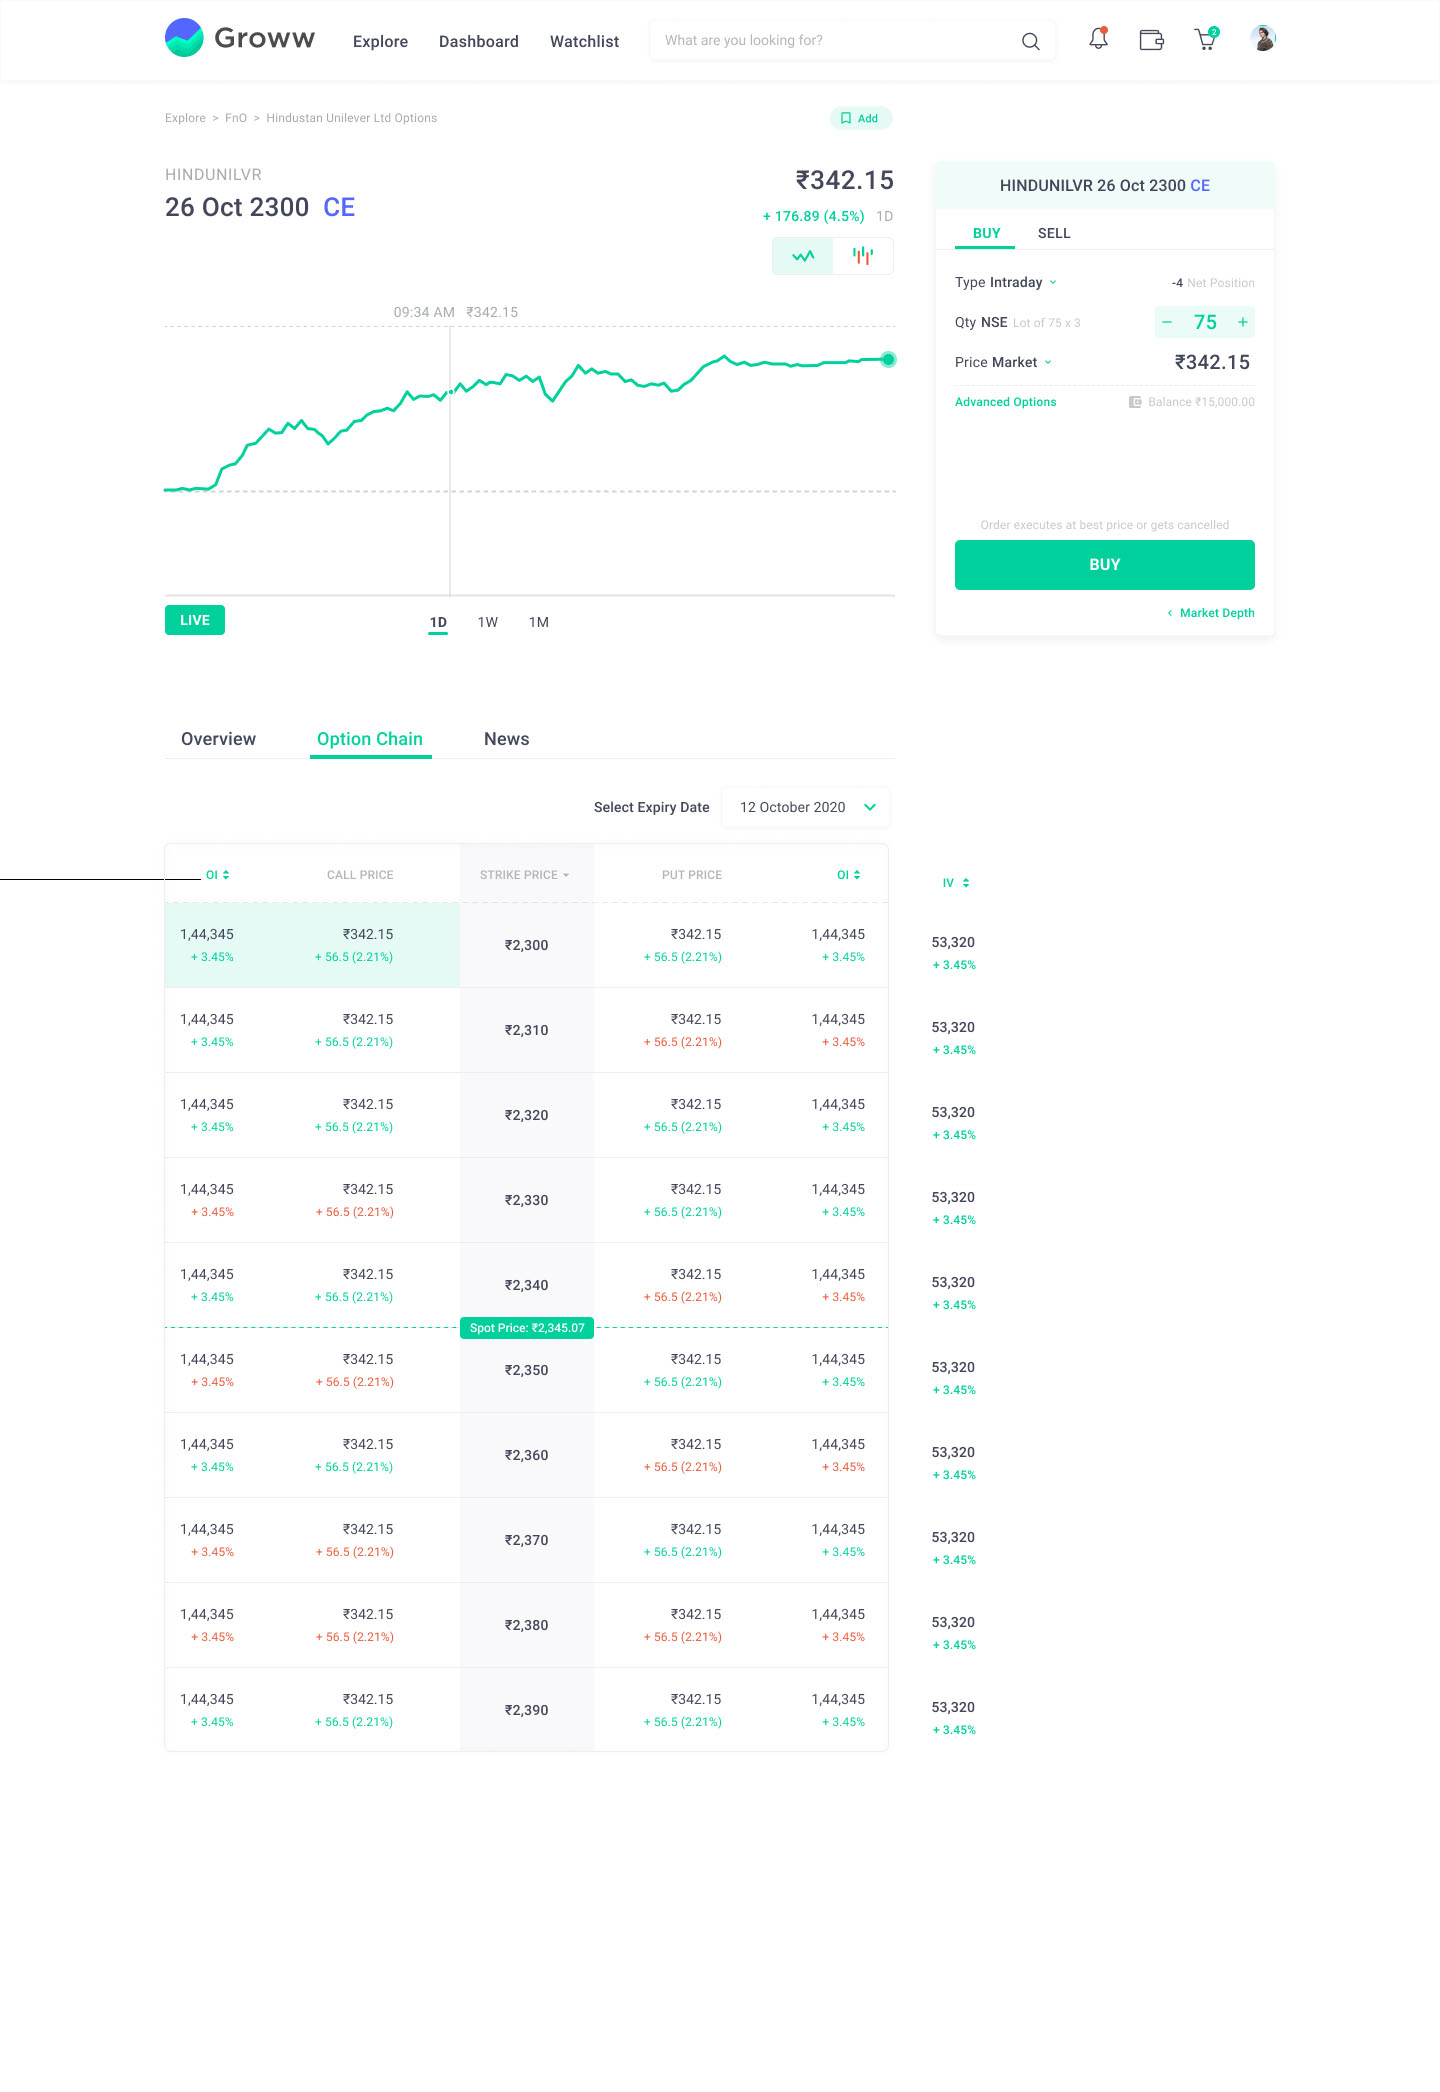 Groww
Explore Dashboard Watchlist What are you looking for? 2
Explore > FnO > Hindustan Unilever Ltd Options Add
HINDUNILVR
26 Oct 2300 CE
₹342.15
+ 176.89 (4.5%) 1D
09:34 AM ₹342.15
LIVE 1D 1W 1M
HINDUNILVR 26 Oct 2300 CE
BUY SELL
Type Intraday -4 Net Position
Qty NSE Lot of 75 x 3 − 75 +
Price Market ₹342.15
Advanced Options Balance ₹15,000.00
Order executes at best price or gets cancelled
BUY
< Market Depth
Overview Option Chain News
Select Expiry Date 12 October 2020
OI CALL PRICE STRIKE PRICE PUT PRICE OI IV
1,44,345 ₹342.15 ₹2,300 ₹342.15 1,44,345 53,320
+ 3.45% + 56.5 (2.21%) + 56.5 (2.21%) + 3.45% + 3.45%
1,44,345 ₹342.15 ₹2,310 ₹342.15 1,44,345 53,320
+ 3.45% + 56.5 (2.21%) + 56.5 (2.21%) + 3.45% + 3.45%
1,44,345 ₹342.15 ₹2,320 ₹342.15 1,44,345 53,320
+ 3.45% + 56.5 (2.21%) + 56.5 (2.21%) + 3.45% + 3.45%
1,44,345 ₹342.15 ₹2,330 ₹342.15 1,44,345 53,320
+ 3.45% + 56.5 (2.21%) + 56.5 (2.21%) + 3.45% + 3.45%
1,44,345 ₹342.15 ₹2,340 ₹342.15 1,44,345 53,320
+ 3.45% + 56.5 (2.21%) + 56.5 (2.21%) + 3.45% + 3.45%
Spot Price: ₹2,345.07
1,44,345 ₹342.15 ₹2,350 ₹342.15 1,44,345 53,320
+ 3.45% + 56.5 (2.21%) + 56.5 (2.21%) + 3.45% + 3.45%
1,44,345 ₹342.15 ₹2,360 ₹342.15 1,44,345 53,320
+ 3.45% + 56.5 (2.21%) + 56.5 (2.21%) + 3.45% + 3.45%
1,44,345 ₹342.15 ₹2,370 ₹342.15 1,44,345 53,320
+ 3.45% + 56.5 (2.21%) + 56.5 (2.21%) + 3.45% + 3.45%
1,44,345 ₹342.15 ₹2,380 ₹342.15 1,44,345 53,320
+ 3.45% + 56.5 (2.21%) + 56.5 (2.21%) + 3.45% + 3.45%
1,44,345 ₹342.15 ₹2,390 ₹342.15 1,44,345 53,320
+ 3.45% + 56.5 (2.21%) + 56.5 (2.21%) + 3.45% + 3.45%